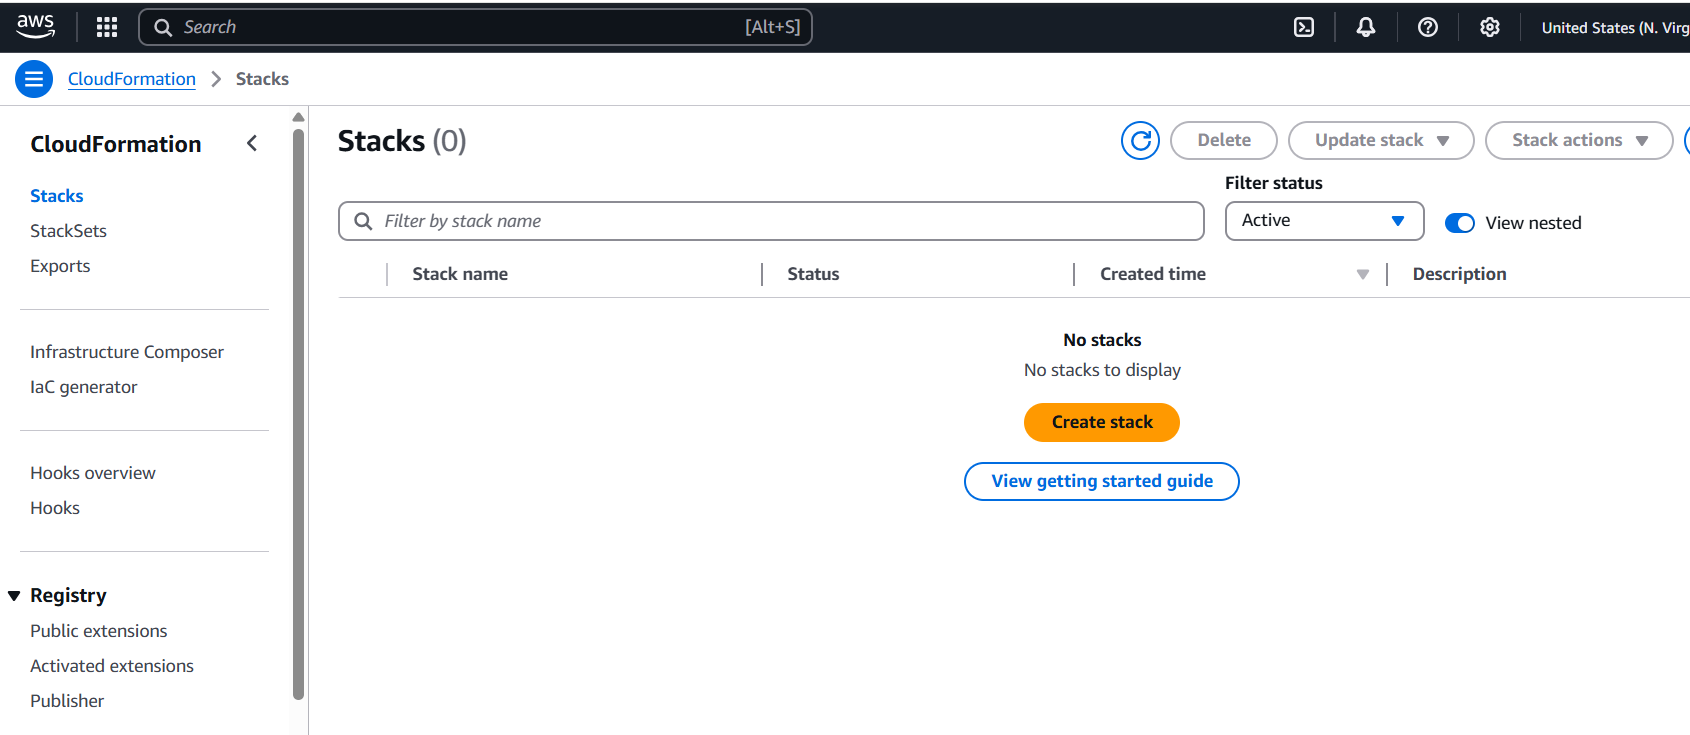 aws
Search [Alt+S]
United States (N. Virg
CloudFormation > Stacks
CloudFormation
Stacks
StackSets
Exports
Infrastructure Composer
IaC generator
Hooks overview
Hooks
Registry
Public extensions
Activated extensions
Publisher
Stacks (0)
Delete
Update stack
Stack actions
Filter by stack name
Filter status
Active
View nested
Stack name
Status
Created time
Description
No stacks
No stacks to display
Create stack
View getting started guide